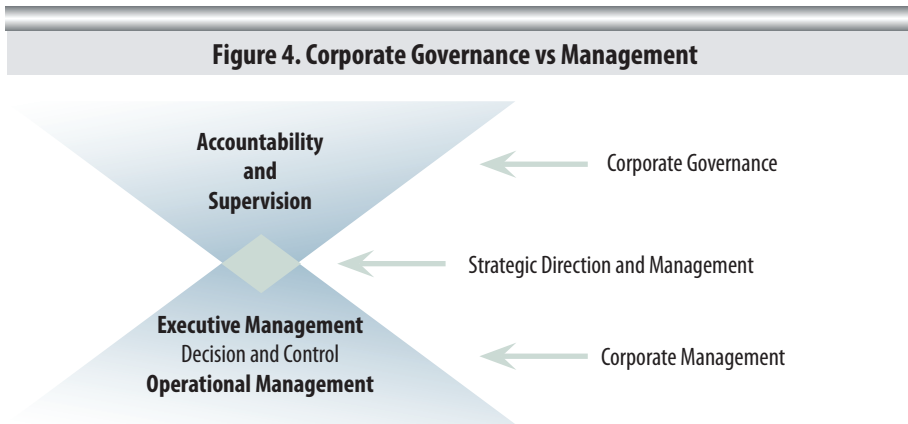 Figure 4. Corporate Governance vs Management
Accountability
and
Supervision
Corporate Governance
Strategic Direction and Management
Executive Management
Decision and Control
Operational Management
Corporate Management